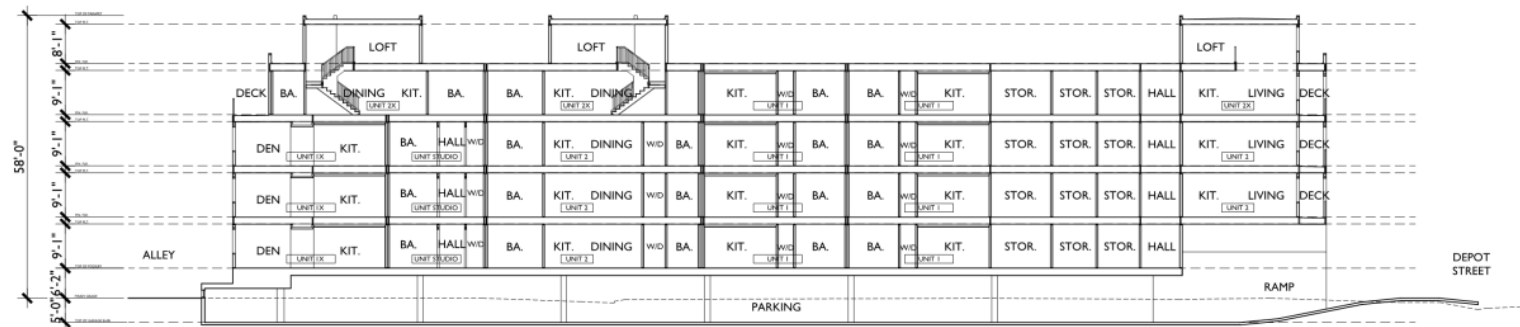 LOFT LOFT LOFT
8'-1"
DECK BA. DINING KIT. BA. BA. KIT. DINING KIT. W/D BA. BA. W/D KIT. STOR. STOR. STOR. HALL KIT. LIVING DECK
UNIT 2X UNIT 2X UNIT 1 UNIT 1 UNIT 2X
9'-1"
DEN KIT. BA. HALL W/D BA. KIT. DINING W/D BA. KIT. W/D BA. BA. W/D KIT. STOR. STOR. STOR. HALL KIT. LIVING DECK
UNIT 1X UNIT STUDIO UNIT 2 UNIT 1 UNIT 1 UNIT 2
9'-1"
58'-0"
DEN KIT. BA. HALL W/D BA. KIT. DINING W/D BA. KIT. W/D BA. BA. W/D KIT. STOR. STOR. STOR. HALL KIT. LIVING DECK
UNIT 1X UNIT STUDIO UNIT 2 UNIT 1 UNIT 1 UNIT 2
9'-1"
DEN KIT. BA. HALL W/D BA. KIT. DINING W/D BA. KIT. W/D BA. BA. W/D KIT. STOR. STOR. STOR. HALL
UNIT 1X UNIT STUDIO UNIT 2 UNIT 1 UNIT 1
9'-1"
ALLEY
DEPOT
STREET
6'-2"
RAMP
5'-0"
PARKING